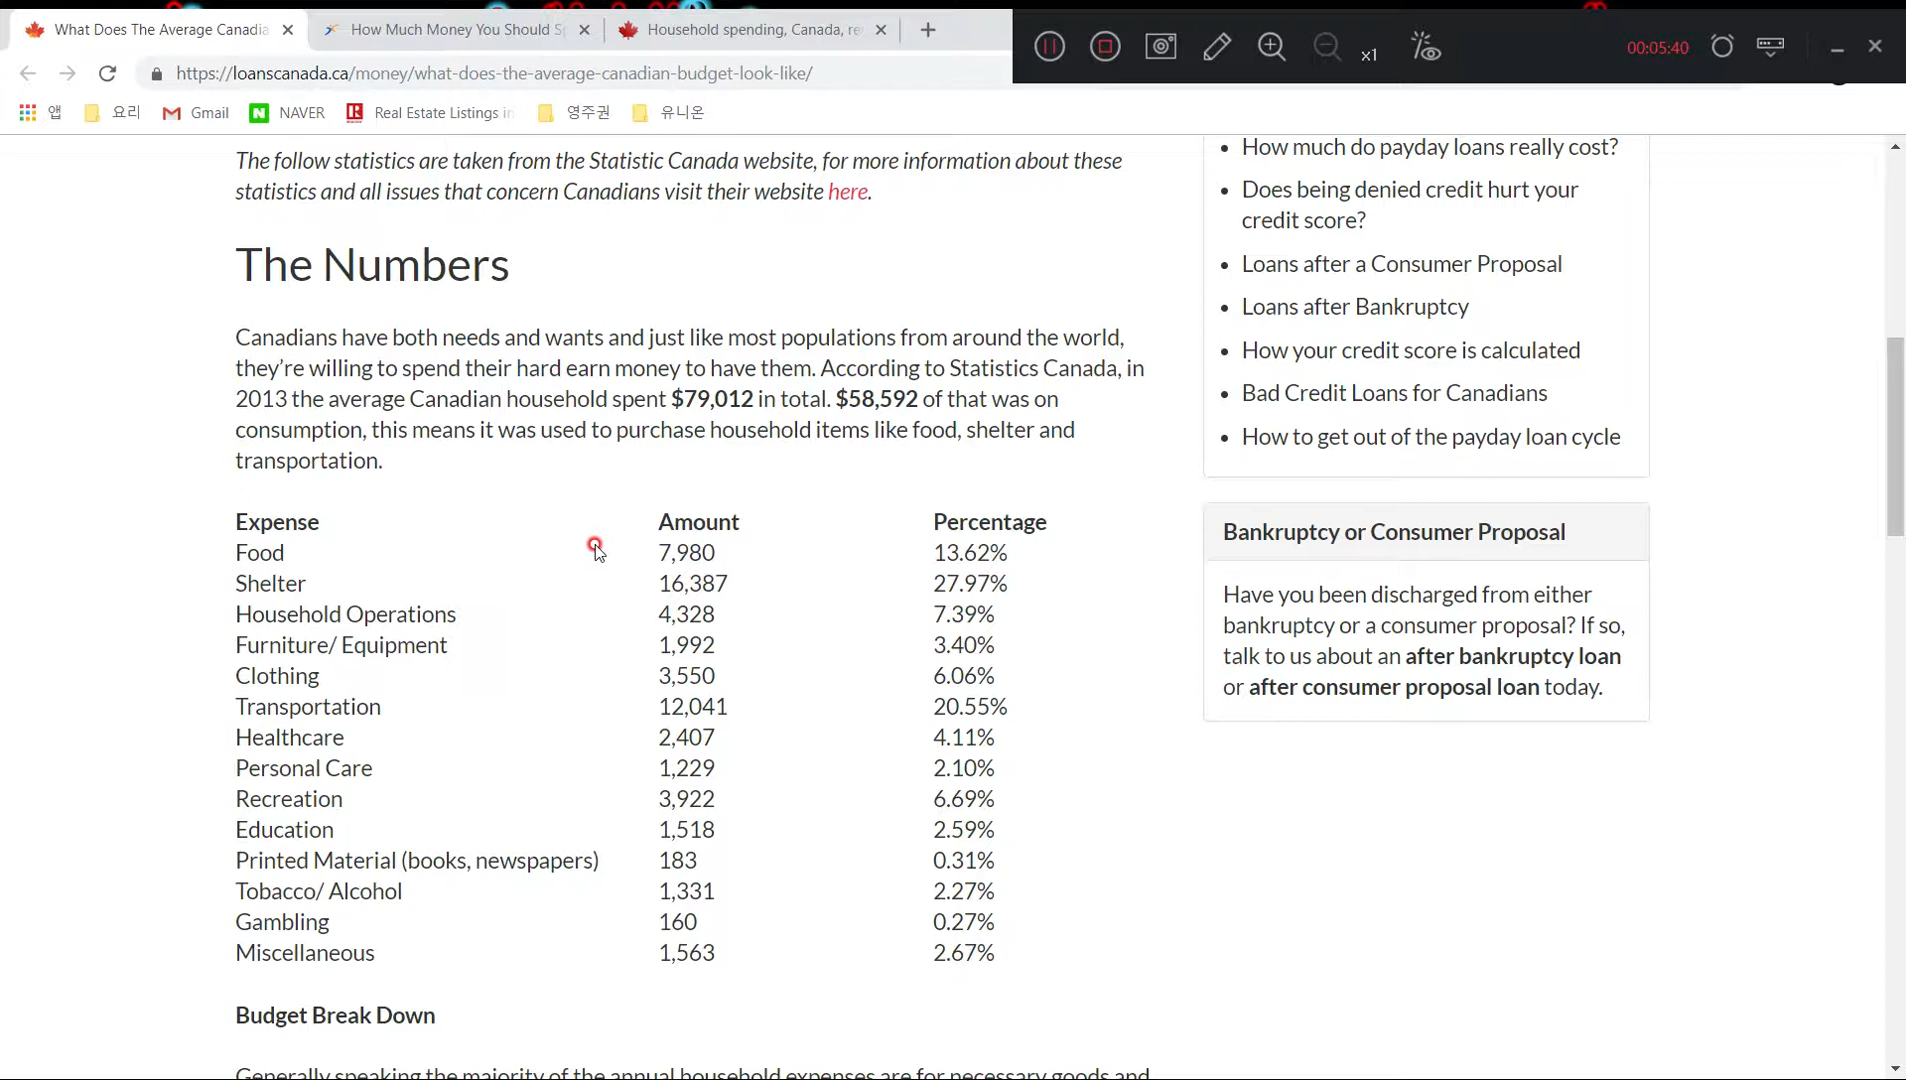 What Does The Average Canadia
How Much Money You Should S
Household spending, Canada, re
00:05:40
x1
https://loanscanada.ca/money/what-does-the-average-canadian-budget-look-like/
앱
요리
Gmail
NAVER
Real Estate Listings in
영주권
유니온
The follow statistics are taken from the Statistic Canada website, for more information about these
statistics and all issues that concern Canadians visit their website here.
The Numbers
Canadians have both needs and wants and just like most populations from around the world,
they're willing to spend their hard earn money to have them. According to Statistics Canada, in
2013 the average Canadian household spent $79,012 in total. $58,592 of that was on
consumption, this means it was used to purchase household items like food, shelter and
transportation.
Expense Amount Percentage
Food 7,980 13.62%
Shelter 16,387 27.97%
Household Operations 4,328 7.39%
Furniture/ Equipment 1,992 3.40%
Clothing 3,550 6.06%
Transportation 12,041 20.55%
Healthcare 2,407 4.11%
Personal Care 1,229 2.10%
Recreation 3,922 6.69%
Education 1,518 2.59%
Printed Material (books, newspapers) 183 0.31%
Tobacco/ Alcohol 1,331 2.27%
Gambling 160 0.27%
Miscellaneous 1,563 2.67%
Budget Break Down
Generally speaking the majority of the annual household expenses are for necessary goods and
How much do payday loans really cost?
Does being denied credit hurt your
credit score?
Loans after a Consumer Proposal
Loans after Bankruptcy
How your credit score is calculated
Bad Credit Loans for Canadians
How to get out of the payday loan cycle
Bankruptcy or Consumer Proposal
Have you been discharged from either
bankruptcy or a consumer proposal? If so,
talk to us about an after bankruptcy loan
or after consumer proposal loan today.